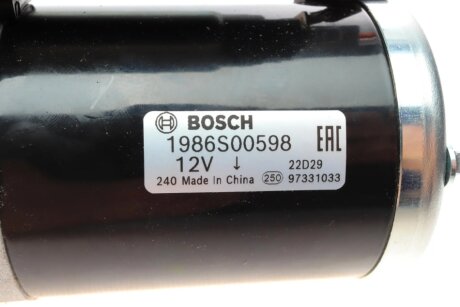 BOSCH EAC
1986S00598
12V ↓ 22D29
240 Made in China 250 97331033